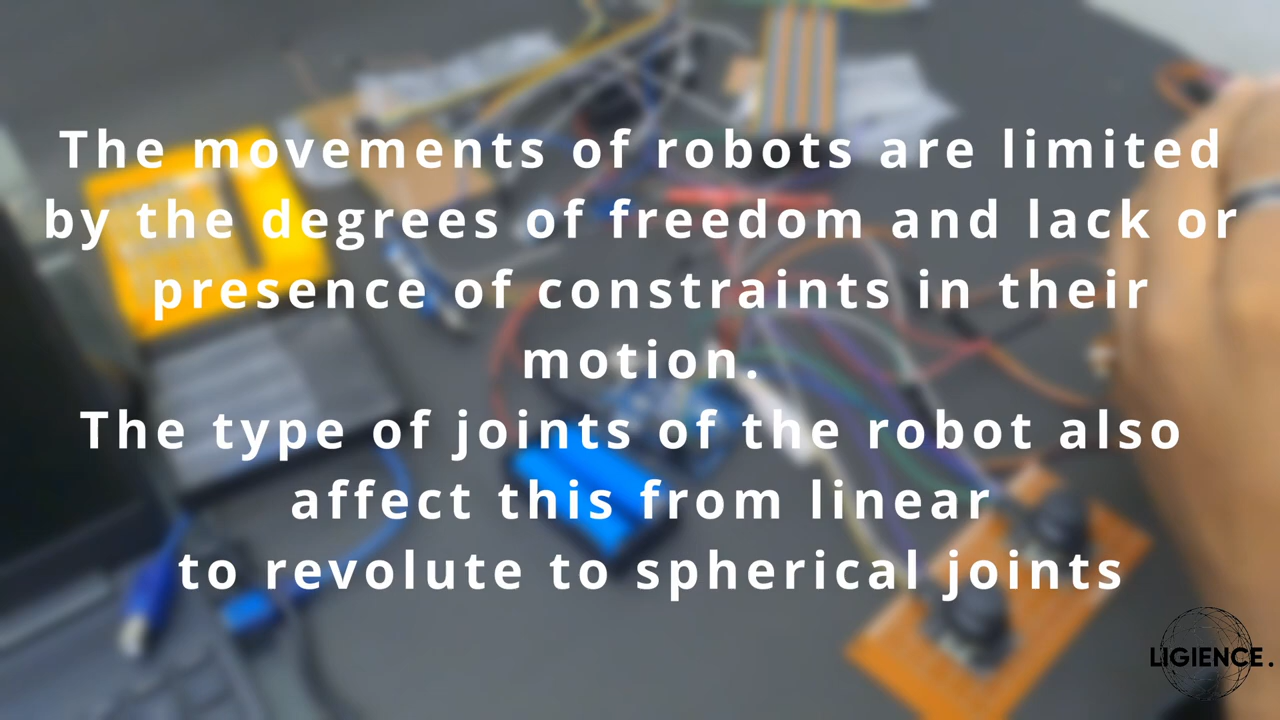 The movements of robots are limited
by the degrees of freedom and lack or
presence of constraints in their
motion.
The type of joints of the robot also
affect this from linear
to revolute to spherical joints
LIGIENCE.